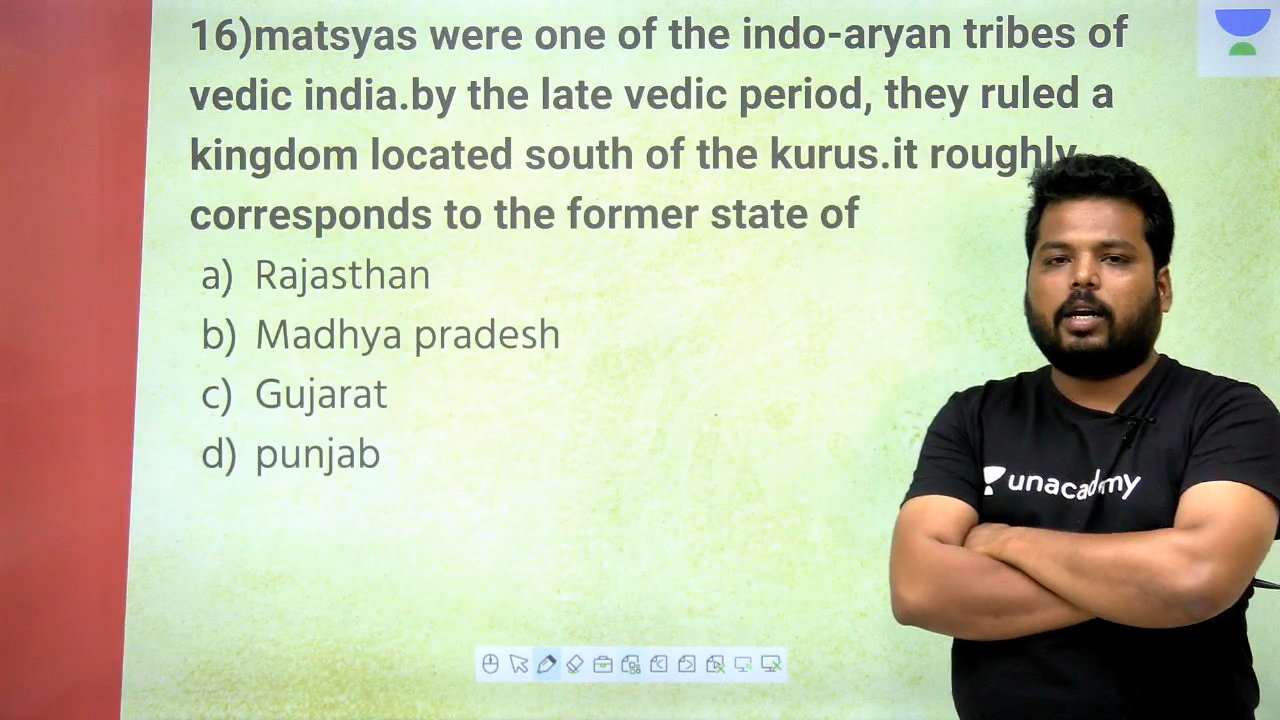 16)matsyas were one of the indo-aryan tribes of
vedic india.by the late vedic period, they ruled a
kingdom located south of the kurus.it roughly
corresponds to the former state of
a) Rajasthan
b) Madhya pradesh
c) Gujarat
d) punjab
unacademy